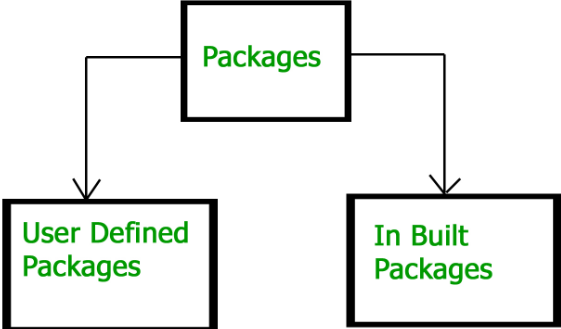 Packages
User Defined
Packages
In Built
Packages